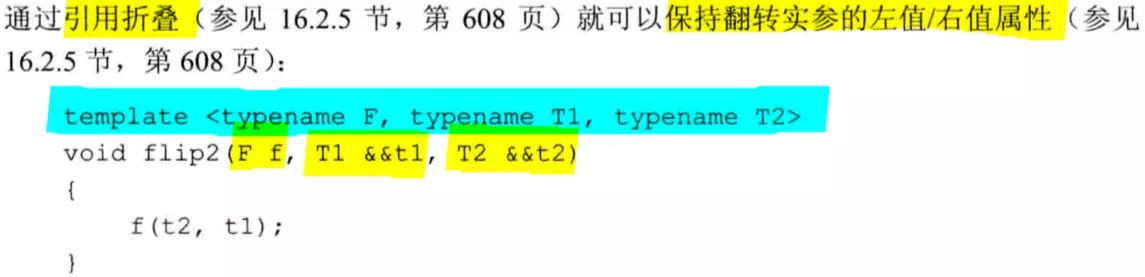 通过引用折叠（参见 16.2.5 节，第 608 页）就可以保持翻转实参的左值/右值属性（参见
16.2.5 节，第 608 页）：
template <typename F, typename T1, typename T2>
void flip2(F f, T1 &&t1, T2 &&t2)
{
    f(t2, t1);
}